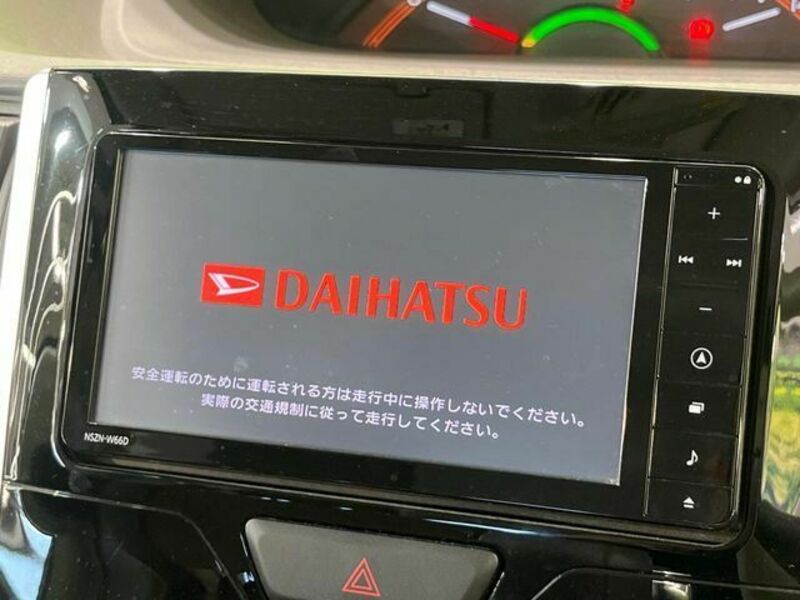 DAIHATSU
安全運転のために運転される方は走行中に操作しないでください。
実際の交通規制に従って走行してください。
NSZN-W66D